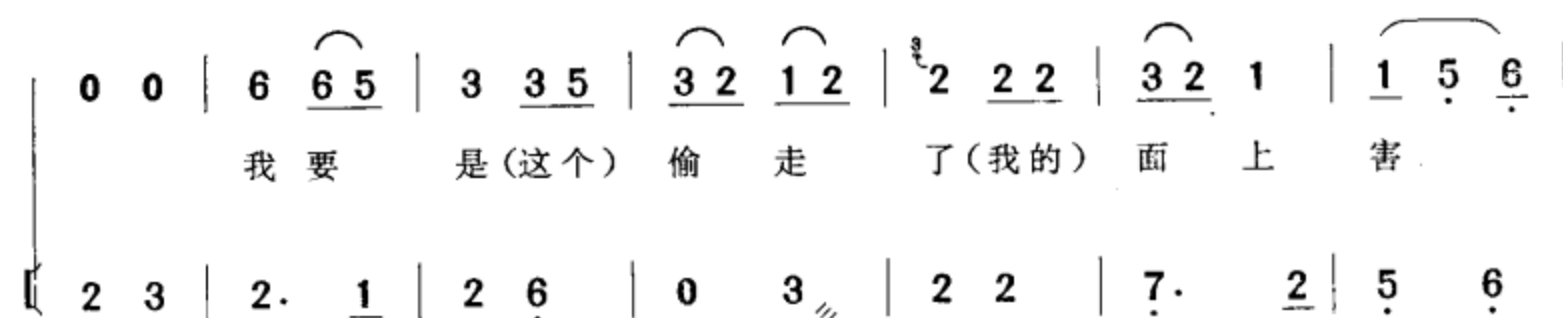 0 0 | 6 6 5 | 3 3 5 | 3 2 1 2 | 3 2 2 2 | 3 2 1 | 1 5 6
我 要 是（这个） 偷 走 了（我的） 面 上 害
2 3 | 2. 1 | 2 6 | 0 3 | 2 2 | 7. 2 | 5 6